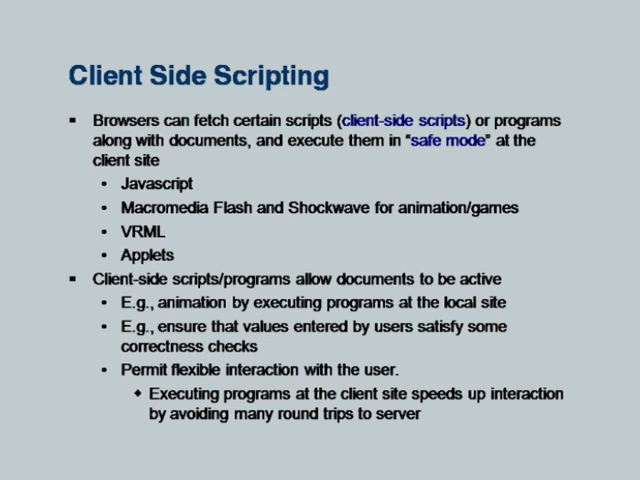 Client Side Scripting
Browsers can fetch certain scripts (client-side scripts) or programs
along with documents, and execute them in “safe mode” at the
client site
Javascript
Macromedia Flash and Shockwave for animation/games
VRML
Applets
Client-side scripts/programs allow documents to be active
E.g., animation by executing programs at the local site
E.g., ensure that values entered by users satisfy some
correctness checks
Permit flexible interaction with the user.
Executing programs at the client site speeds up interaction
by avoiding many round trips to server